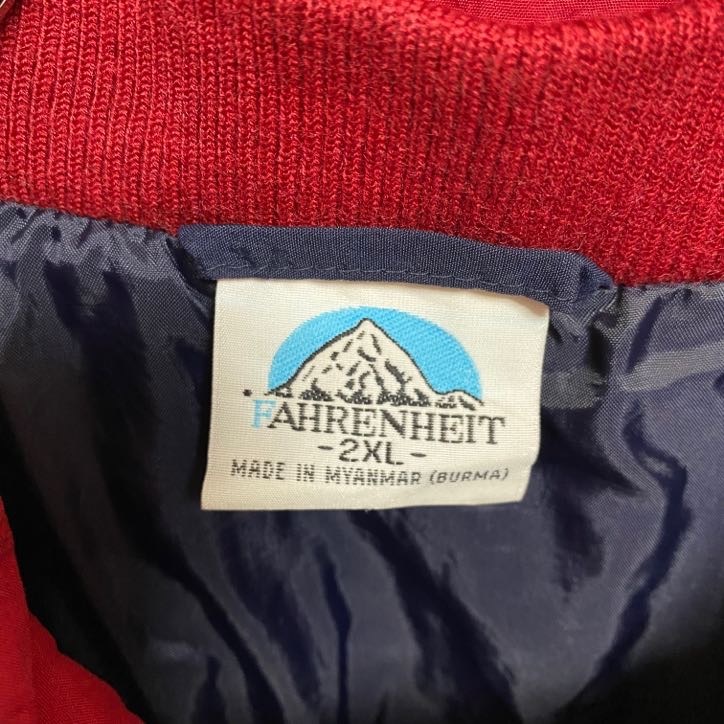 FAHRENHEIT
-2XL-
MADE IN MYANMAR (BURMA)